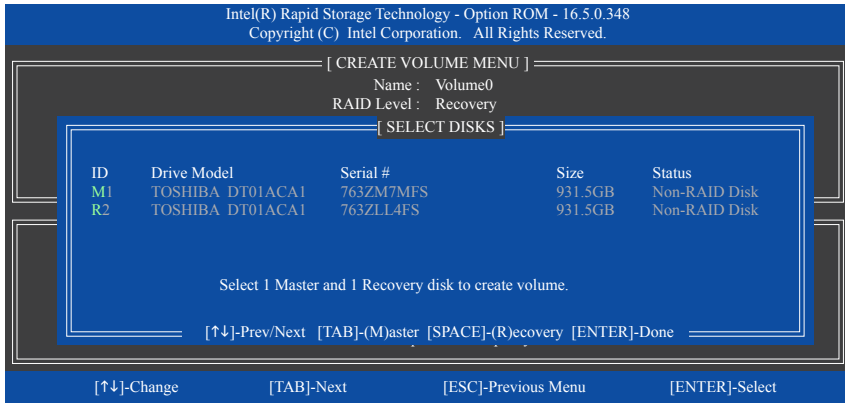 Intel(R) Rapid Storage Technology - Option ROM - 16.5.0.348
Copyright (C) Intel Corporation. All Rights Reserved.
[ CREATE VOLUME MENU ]
Name : Volume0
RAID Level : Recovery
[ SELECT DISKS ]
ID Drive Model Serial # Size Status
M1 TOSHIBA DT01ACA1 763ZM7MFS 931.5GB Non-RAID Disk
R2 TOSHIBA DT01ACA1 763ZLL4FS 931.5GB Non-RAID Disk
Select 1 Master and 1 Recovery disk to create volume.
[↑↓]-Prev/Next [TAB]-(M)aster [SPACE]-(R)ecovery [ENTER]-Done
[↑↓]-Change [TAB]-Next [ESC]-Previous Menu [ENTER]-Select